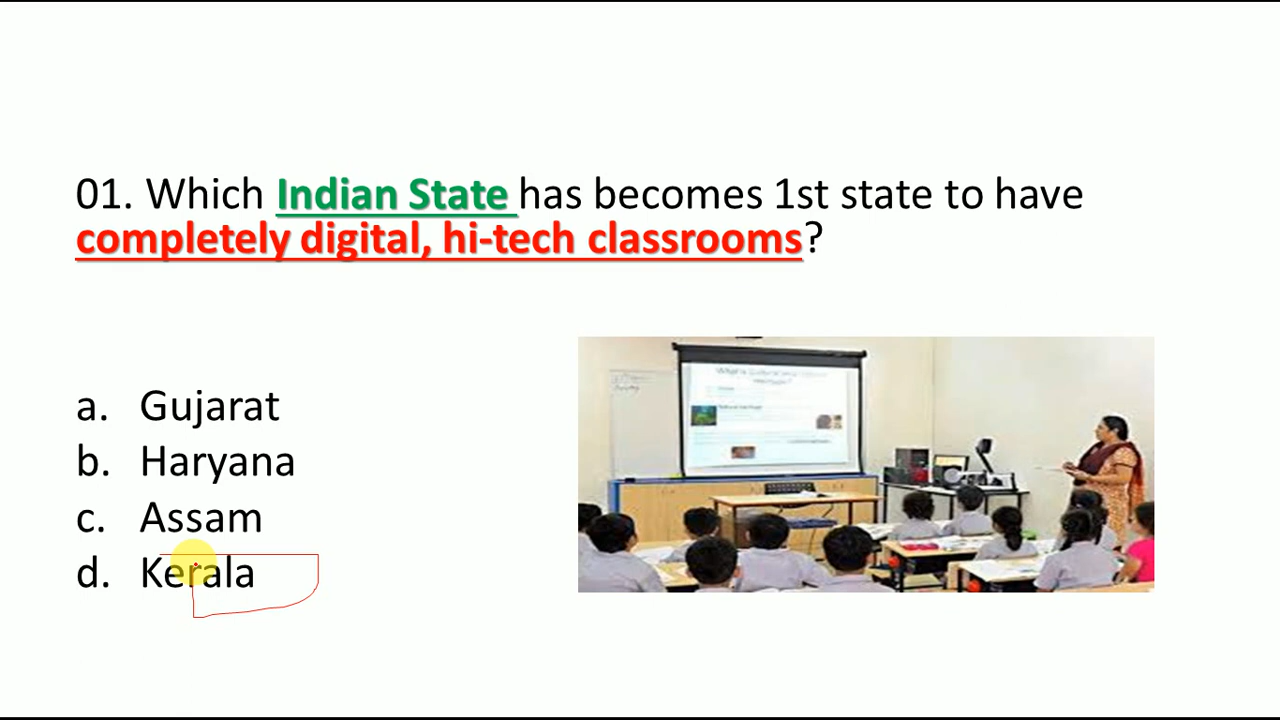 01. Which Indian State has becomes 1st state to have
completely digital, hi-tech classrooms?
a. Gujarat
b. Haryana
c. Assam
d. Kerala